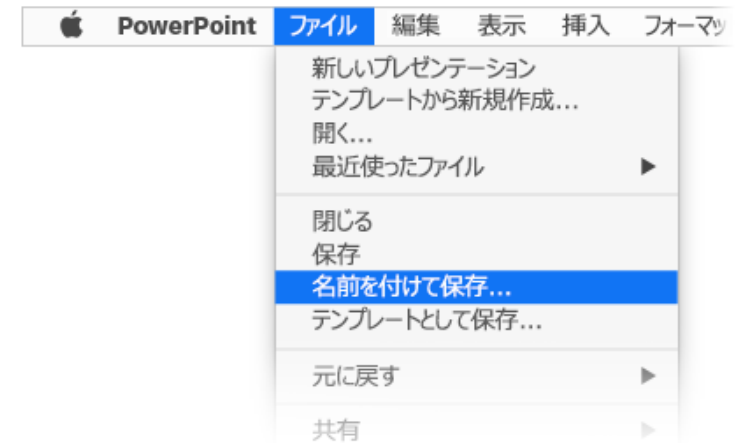 PowerPoint ファイル 編集 表示 挿入 フォーマッ
新しいプレゼンテーション
テンプレートから新規作成...
開く...
最近使ったファイル ▶
閉じる
保存
名前を付けて保存...
テンプレートとして保存...
元に戻す ▶
共有 ▶